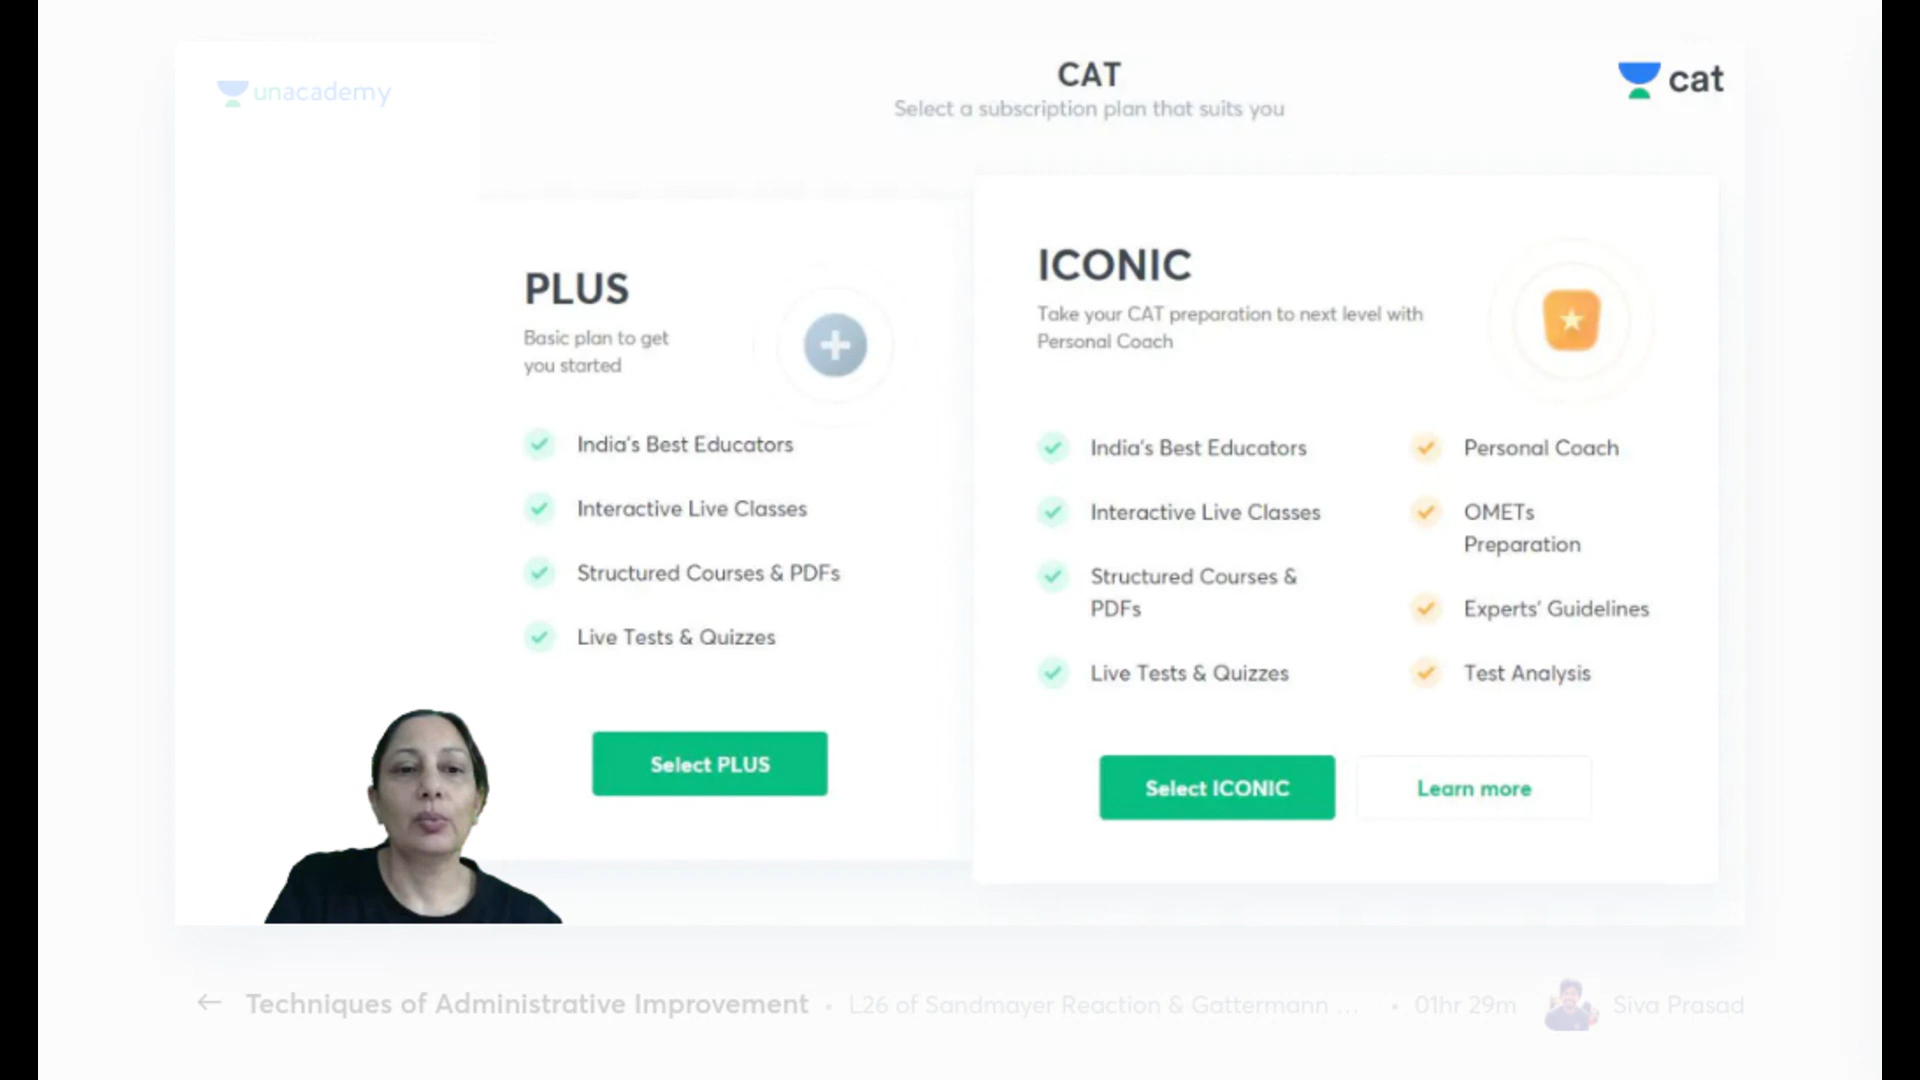 unacademy
CAT
Select a subscription plan that suits you
cat
PLUS
Basic plan to get
you started
India's Best Educators
Interactive Live Classes
Structured Courses & PDFs
Live Tests & Quizzes
Select PLUS
ICONIC
Take your CAT preparation to next level with
Personal Coach
India's Best Educators
Interactive Live Classes
Structured Courses &
PDFs
Live Tests & Quizzes
Personal Coach
OMETs
Preparation
Experts' Guidelines
Test Analysis
Select ICONIC
Learn more
Techniques of Administrative Improvement • L26 of Sandmayer Reaction & Gattermann ... • 01hr 29m Siva Prasad